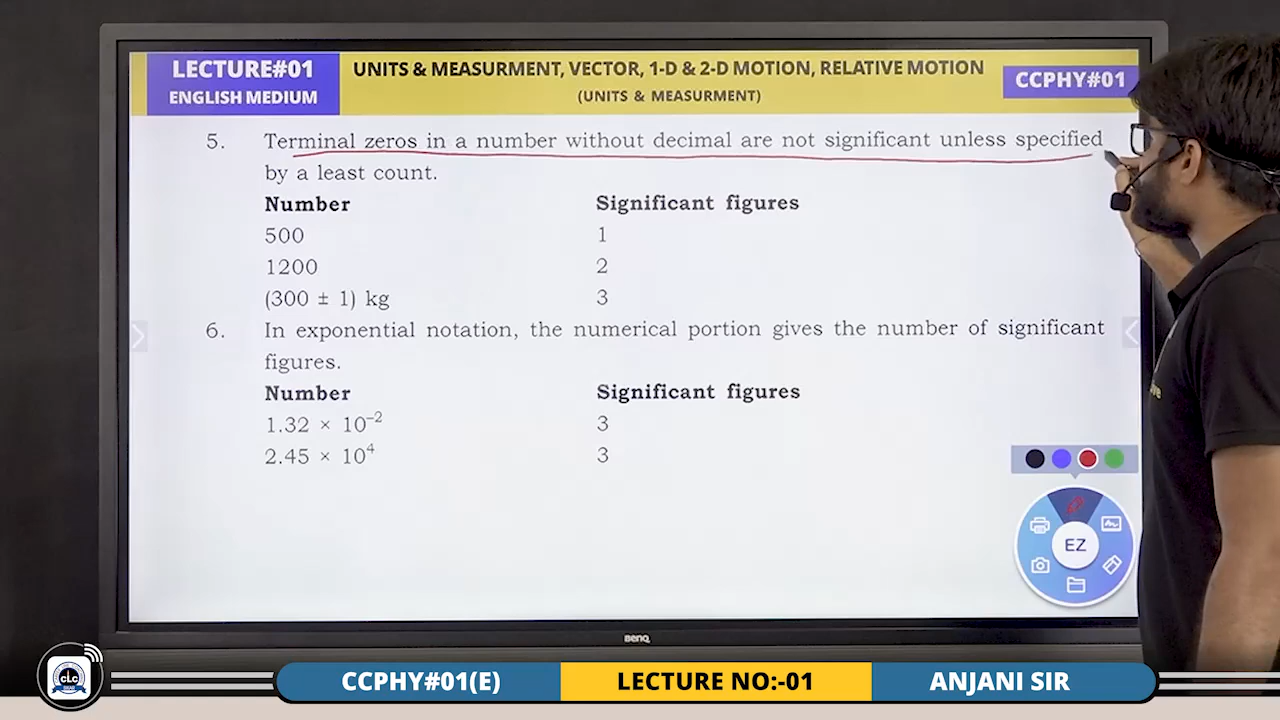 LECTURE#01
ENGLISH MEDIUM
UNITS & MEASURMENT, VECTOR, 1-D & 2-D MOTION, RELATIVE MOTION
(UNITS & MEASURMENT)
CCPHY#01
5. Terminal zeros in a number without decimal are not significant unless specified
by a least count.
Number Significant figures
500 1
1200 2
(300 ± 1) kg 3
6. In exponential notation, the numerical portion gives the number of significant
figures.
Number Significant figures
1.32 × 10⁻² 3
2.45 × 10⁴ 3
EZ
BenQ
CLC
CCPHY#01(E)
LECTURE NO:-01
ANJANI SIR